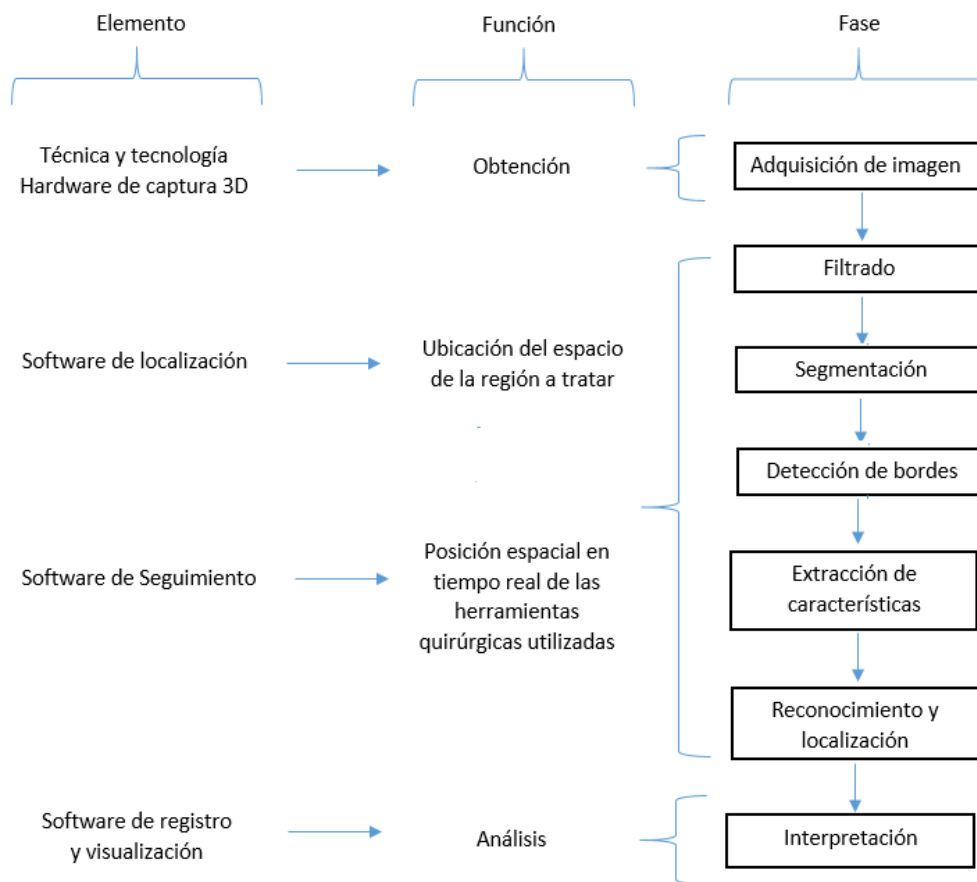 Elemento
Función
Fase
Técnica y tecnología
Hardware de captura 3D
Obtención
Adquisición de imagen
Filtrado
Software de localización
Ubicación del espacio
de la región a tratar
Segmentación
Detección de bordes
Software de Seguimiento
Posición espacial en
tiempo real de las
herramientas
quirúrgicas utilizadas
Extracción de
características
Reconocimiento y
localización
Software de registro
y visualización
Análisis
Interpretación